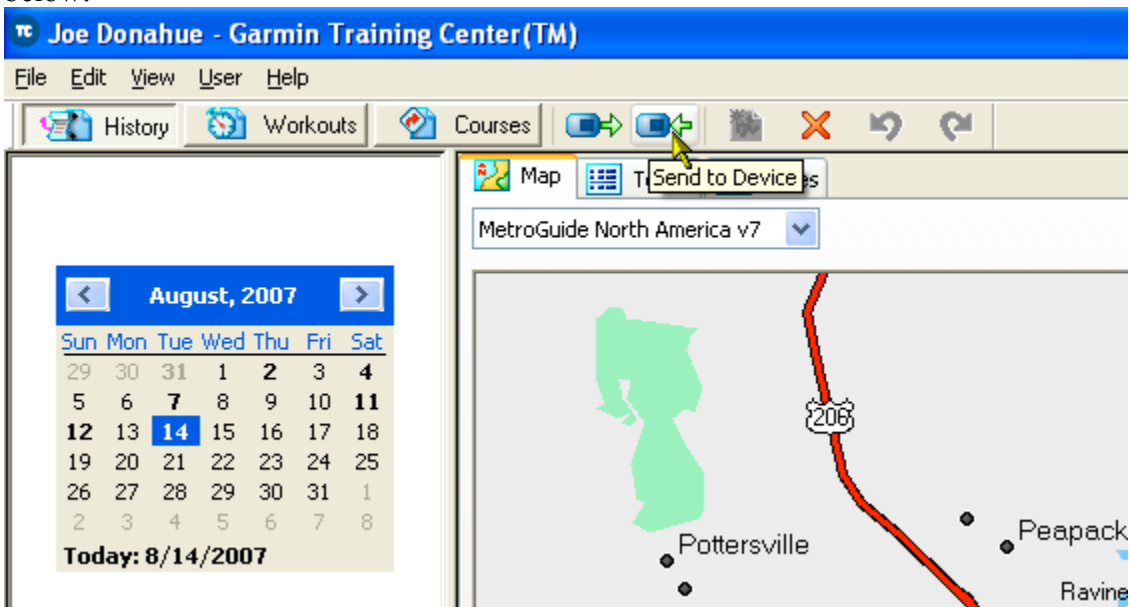 below.
TC Joe Donahue - Garmin Training Center(TM)
File Edit View User Help
History Workouts Courses
Send to Device
Map
MetroGuide North America v7
August, 2007
Sun Mon Tue Wed Thu Fri Sat
29 30 31 1 2 3 4
5 6 7 8 9 10 11
12 13 14 15 16 17 18
19 20 21 22 23 24 25
26 27 28 29 30 31 1
2 3 4 5 6 7 8
Today: 8/14/2007
206
Pottersville
Peapack
Ravine